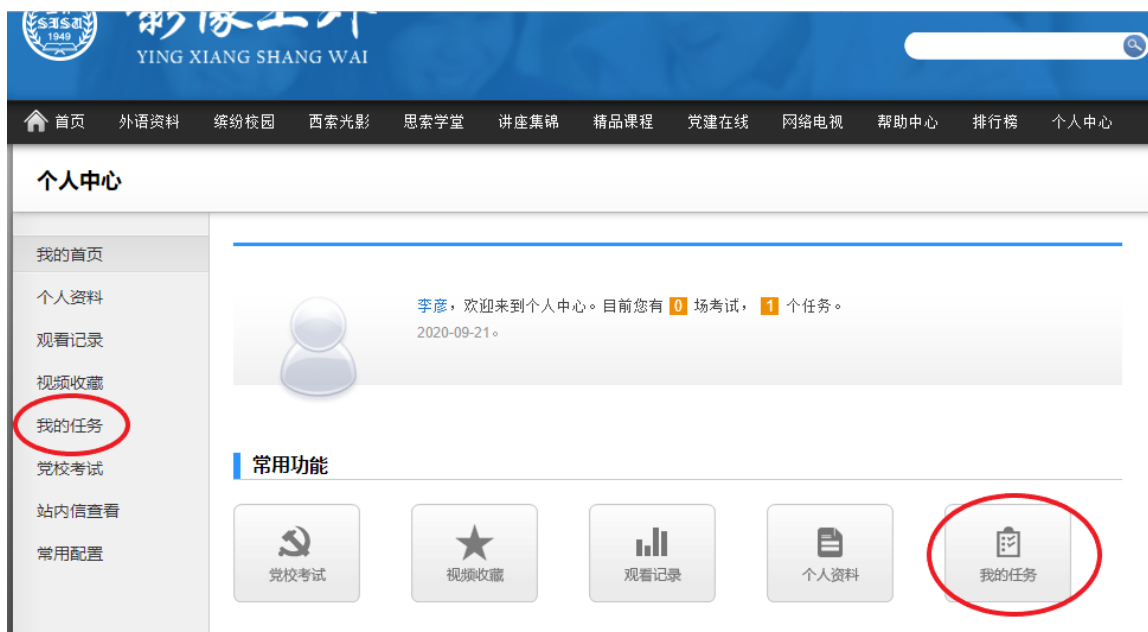 SISU
1949
影像上外
YING XIANG SHANG WAI
首页 外语资料 缤纷校园 西索光影 思索学堂 讲座集锦 精品课程 党建在线 网络电视 帮助中心 排行榜 个人中心
个人中心
我的首页
个人资料
观看记录
视频收藏
我的任务
党校考试
站内信查看
常用配置
李彦，欢迎来到个人中心。目前您有 0 场考试， 1 个任务。
2020-09-21。
常用功能
党校考试 视频收藏 观看记录 个人资料 我的任务